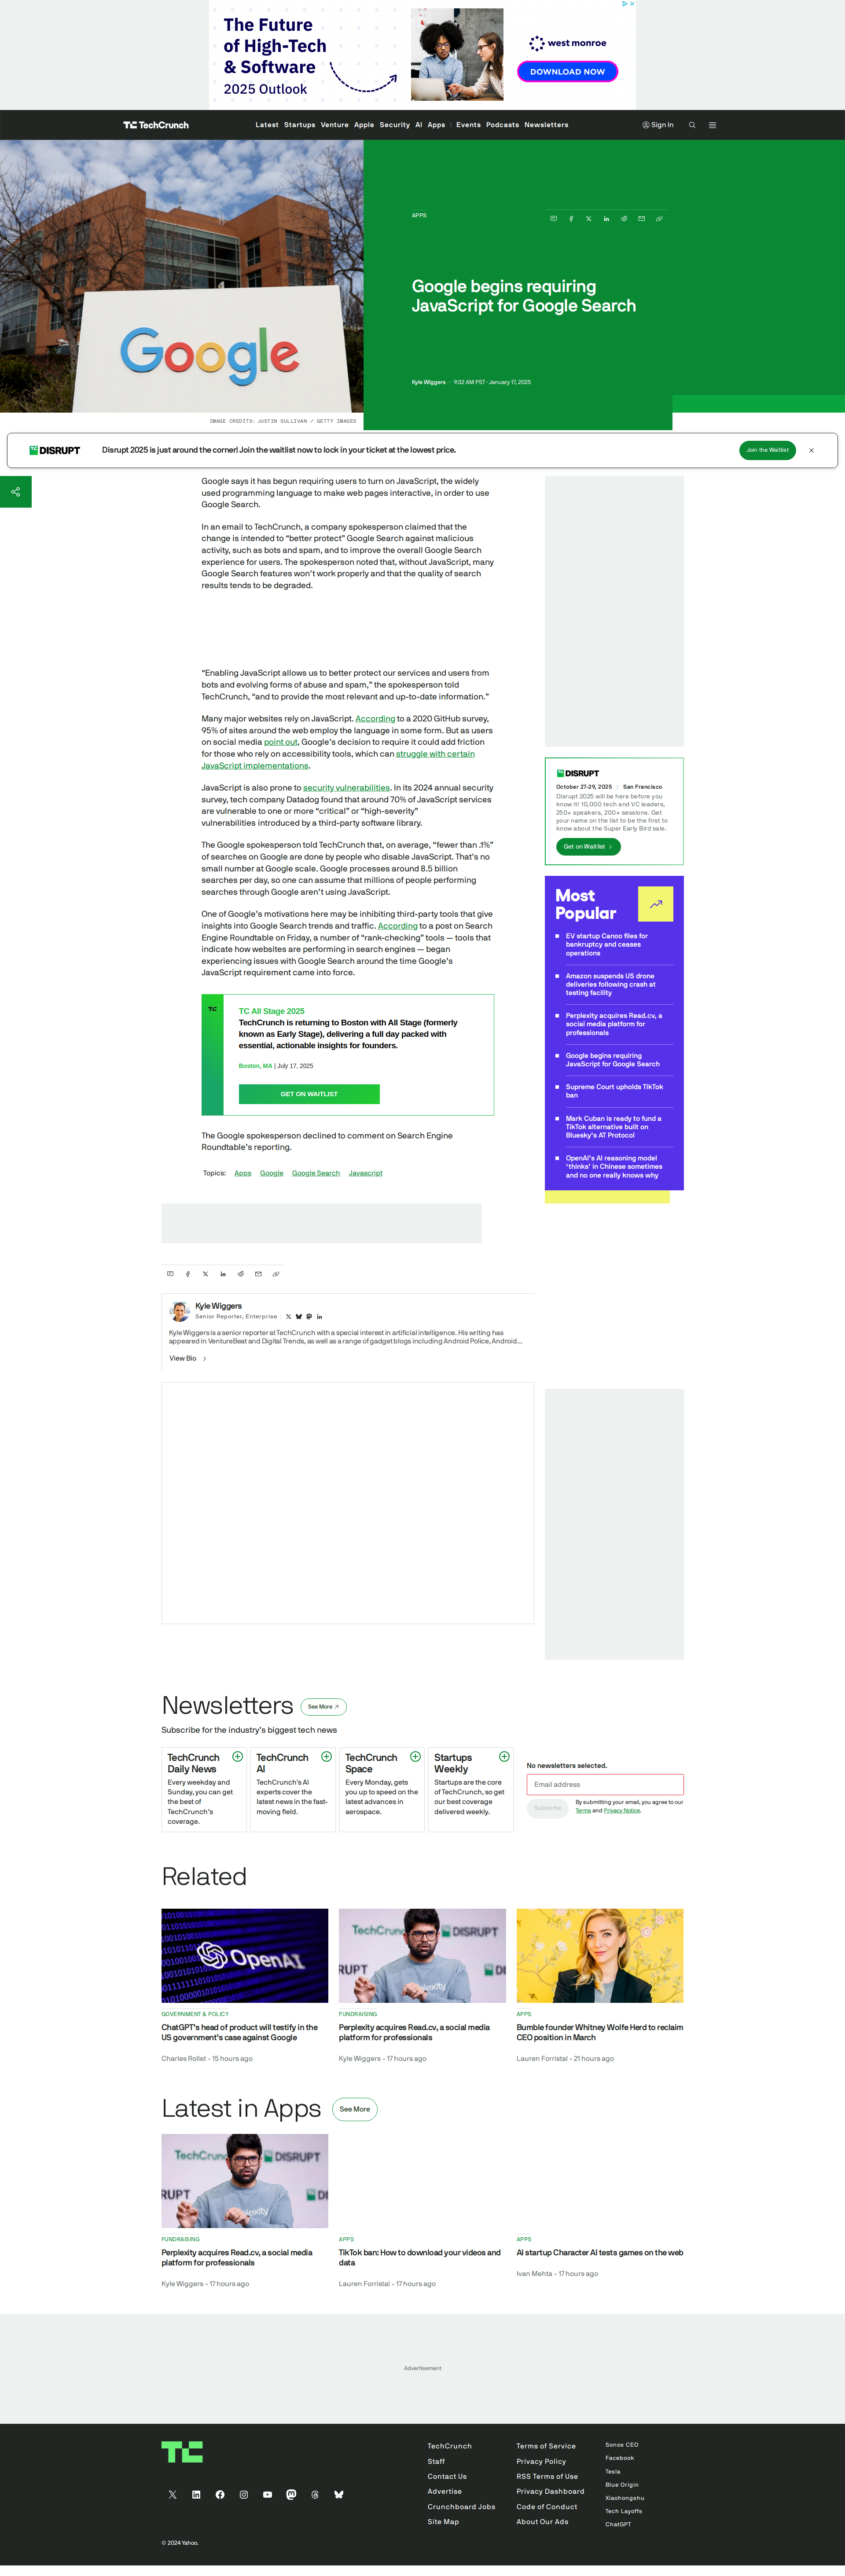 The Future
of High-Tech
& Software
2025 Outlook
west monroe
DOWNLOAD NOW
TechCrunch
Latest Startups Venture Apple Security AI Apps | Events Podcasts Newsletters
Sign In
Google
APPS
Google begins requiring
JavaScript for Google Search
Kyle Wiggers — 9:32 AM PST · January 17, 2025
IMAGE CREDITS: JUSTIN SULLIVAN / GETTY IMAGES
DISRUPT
Disrupt 2025 is just around the corner! Join the waitlist now to lock in your ticket at the lowest price.
Join the Waitlist
Google says it has begun requiring users to turn on JavaScript, the widely
used programming language to make web pages interactive, in order to use
Google Search.
In an email to TechCrunch, a company spokesperson claimed that the
change is intended to “better protect” Google Search against malicious
activity, such as bots and spam, and to improve the overall Google Search
experience for users. The spokesperson noted that, without JavaScript, many
Google Search features won’t work properly and that the quality of search
results tends to be degraded.
“Enabling JavaScript allows us to better protect our services and users from
bots and evolving forms of abuse and spam,” the spokesperson told
TechCrunch, “and to provide the most relevant and up-to-date information.”
Many major websites rely on JavaScript. According to a 2020 GitHub survey,
95% of sites around the web employ the language in some form. But as users
on social media point out, Google’s decision to require it could add friction
for those who rely on accessibility tools, which can struggle with certain
JavaScript implementations.
JavaScript is also prone to security vulnerabilities. In its 2024 annual security
survey, tech company Datadog found that around 70% of JavaScript services
are vulnerable to one or more “critical” or “high-severity”
vulnerabilities introduced by a third-party software library.
The Google spokesperson told TechCrunch that, on average, “fewer than .1%”
of searches on Google are done by people who disable JavaScript. That’s no
small number at Google scale. Google processes around 8.5 billion
searches per day, so one can assume that millions of people performing
searches through Google aren’t using JavaScript.
One of Google’s motivations here may be inhibiting third-party tools that give
insights into Google Search trends and traffic. According to a post on Search
Engine Roundtable on Friday, a number of “rank-checking” tools — tools that
indicate how websites are performing in search engines — began
experiencing issues with Google Search around the time Google’s
JavaScript requirement came into force.
TC All Stage 2025
TechCrunch is returning to Boston with All Stage (formerly
known as Early Stage), delivering a full day packed with
essential, actionable insights for founders.
Boston, MA | July 17, 2025
GET ON WAITLIST
The Google spokesperson declined to comment on Search Engine
Roundtable’s reporting.
Topics: Apps Google Google Search Javascript
DISRUPT
October 27-29, 2025 | San Francisco
Disrupt 2025 will be here before you
know it! 10,000 tech and VC leaders,
250+ speakers, 200+ sessions. Get
your name on the list to be the first to
know about the Super Early Bird sale.
Get on Waitlist
Most
Popular
EV startup Canoo files for
bankruptcy and ceases
operations
Amazon suspends US drone
deliveries following crash at
testing facility
Perplexity acquires Read.cv, a
social media platform for
professionals
Google begins requiring
JavaScript for Google Search
Supreme Court upholds TikTok
ban
Mark Cuban is ready to fund a
TikTok alternative built on
Bluesky’s AT Protocol
OpenAI’s AI reasoning model
‘thinks’ in Chinese sometimes
and no one really knows why
Kyle Wiggers
Senior Reporter, Enterprise
Kyle Wiggers is a senior reporter at TechCrunch with a special interest in artificial intelligence. His writing has
appeared in VentureBeat and Digital Trends, as well as a range of gadget blogs including Android Police, Android…
View Bio
Newsletters
See More
Subscribe for the industry’s biggest tech news
TechCrunch
Daily News
Every weekday and
Sunday, you can get
the best of
TechCrunch’s
coverage.
TechCrunch
AI
TechCrunch's AI
experts cover the
latest news in the fast-
moving field.
TechCrunch
Space
Every Monday, gets
you up to speed on the
latest advances in
aerospace.
Startups
Weekly
Startups are the core
of TechCrunch, so get
our best coverage
delivered weekly.
No newsletters selected.
Email address
Subscribe
By submitting your email, you agree to our
Terms and Privacy Notice.
Related
OpenAI
TechCrunch
DISRUPT
GOVERNMENT & POLICY
ChatGPT’s head of product will testify in the
US government’s case against Google
Charles Rollet - 15 hours ago
FUNDRAISING
Perplexity acquires Read.cv, a social media
platform for professionals
Kyle Wiggers - 17 hours ago
APPS
Bumble founder Whitney Wolfe Herd to reclaim
CEO position in March
Lauren Forristal - 21 hours ago
Latest in Apps
See More
TechCrunch
DISRUPT
FUNDRAISING
Perplexity acquires Read.cv, a social media
platform for professionals
Kyle Wiggers - 17 hours ago
APPS
TikTok ban: How to download your videos and
data
Lauren Forristal - 17 hours ago
APPS
AI startup Character AI tests games on the web
Ivan Mehta - 17 hours ago
Advertisement
TechCrunch
Staff
Contact Us
Advertise
Crunchboard Jobs
Site Map
Terms of Service
Privacy Policy
RSS Terms of Use
Privacy Dashboard
Code of Conduct
About Our Ads
Sonos CEO
Facebook
Tesla
Blue Origin
Xiaohongshu
Tech Layoffs
ChatGPT
© 2024 Yahoo.